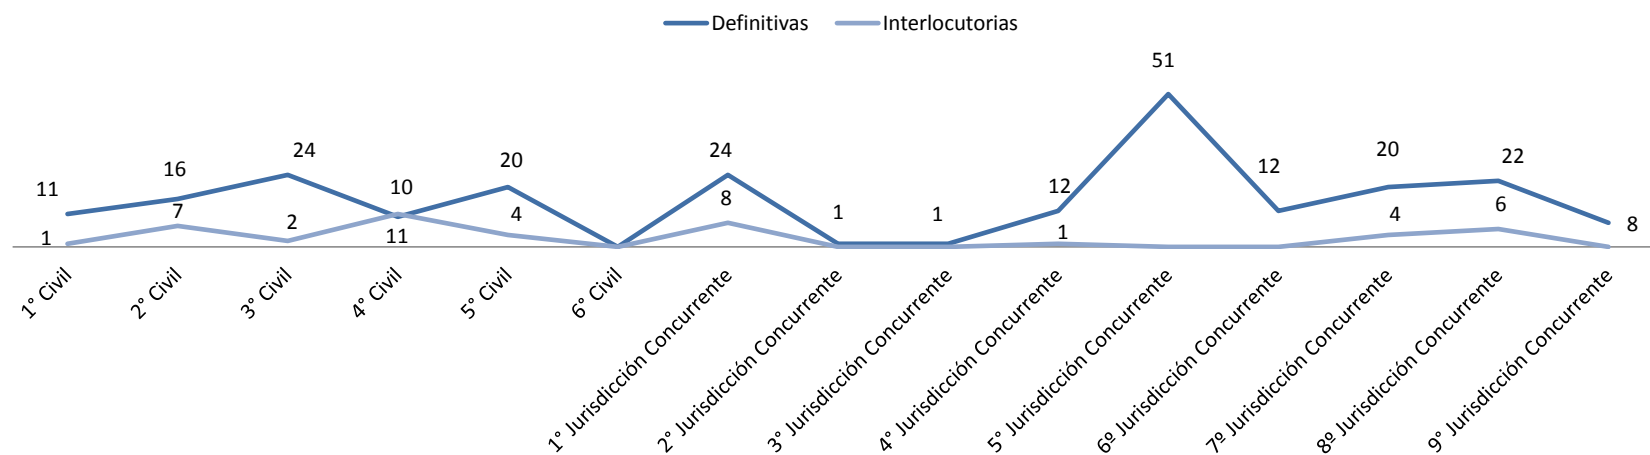 Definitivas Interlocutorias
51
24 24
11 16 20 12 20 22
10 12
7 2 4 8 1 1 4 6 8
1 11 1
1° Civil
2° Civil
3° Civil
4° Civil
5° Civil
6° Civil
1° Jurisdicción Concurrente
2° Jurisdicción Concurrente
3° Jurisdicción Concurrente
4° Jurisdicción Concurrente
5° Jurisdicción Concurrente
6º Jurisdicción Concurrente
7º Jurisdicción Concurrente
8º Jurisdicción Concurrente
9° Jurisdicción Concurrente